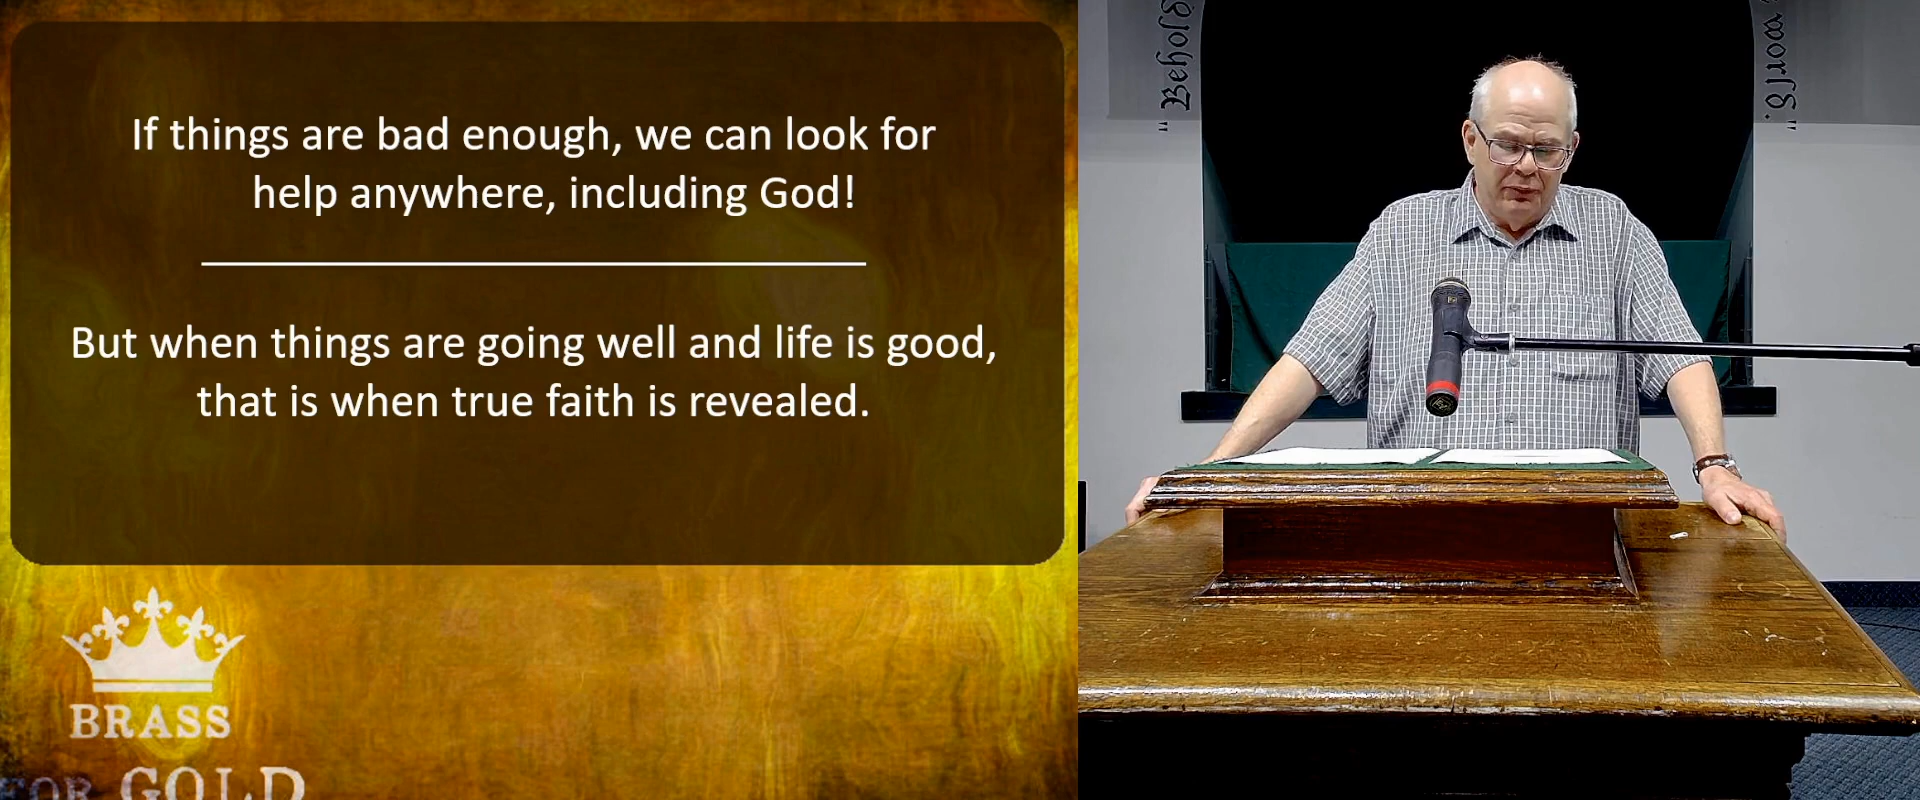 If things are bad enough, we can look for
help anywhere, including God!
But when things are going well and life is good,
that is when true faith is revealed.
BRASS
FOR GOLD
"Behold
world."